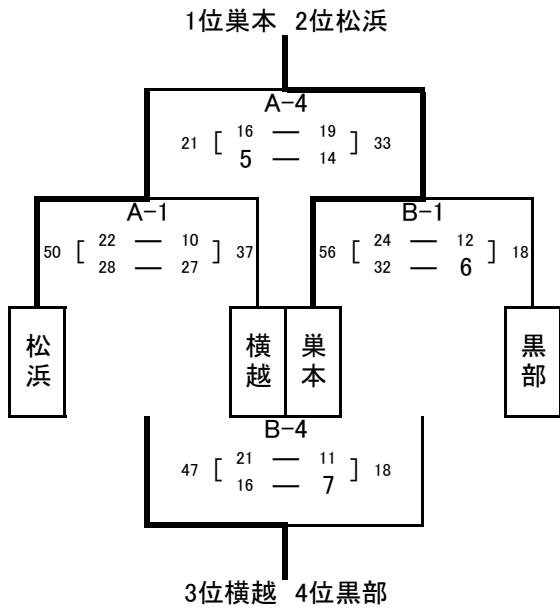 1位巣本 2位松浜
A-4
21 [ 16 — 19 ] 33
5 — 14
A-1 B-1
50 [ 22 — 10 ] 37 56 [ 24 — 12 ] 18
28 — 27 32 — 6
松浜 横越 巣本 黒部
B-4
47 [ 21 — 11 ] 18
16 — 7
3位横越 4位黒部